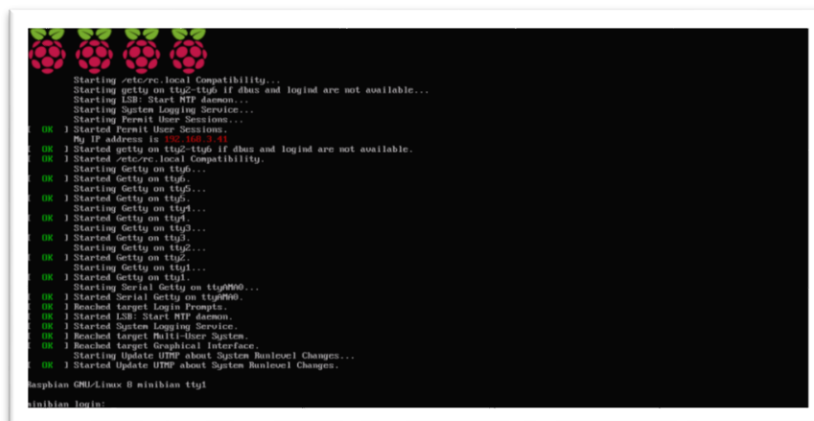 Starting /etc/rc.local Compatibility...
Starting getty on tty2-tty6 if dbus and logind are not available...
Starting LSB: Start NTP daemon...
Starting System Logging Service...
Starting Permit User Sessions...
[ OK ] Started Permit User Sessions.
My IP address is 192.168.3.41
[ OK ] Started getty on tty2-tty6 if dbus and logind are not available.
[ OK ] Started /etc/rc.local Compatibility.
Starting Getty on tty6...
[ OK ] Started Getty on tty6.
Starting Getty on tty5...
[ OK ] Started Getty on tty5.
Starting Getty on tty4...
[ OK ] Started Getty on tty4.
Starting Getty on tty3...
[ OK ] Started Getty on tty3.
Starting Getty on tty2...
[ OK ] Started Getty on tty2.
Starting Getty on tty1...
[ OK ] Started Getty on tty1.
Starting Serial Getty on ttyAMA0...
[ OK ] Started Serial Getty on ttyAMA0.
[ OK ] Reached target Login Prompts.
[ OK ] Started LSB: Start NTP daemon.
[ OK ] Started System Logging Service.
[ OK ] Reached target Multi-User System.
[ OK ] Reached target Graphical Interface.
Starting Update UTMP about System Runlevel Changes...
[ OK ] Started Update UTMP about System Runlevel Changes.
Raspbian GNU/Linux 8 minibian tty1
minibian login: